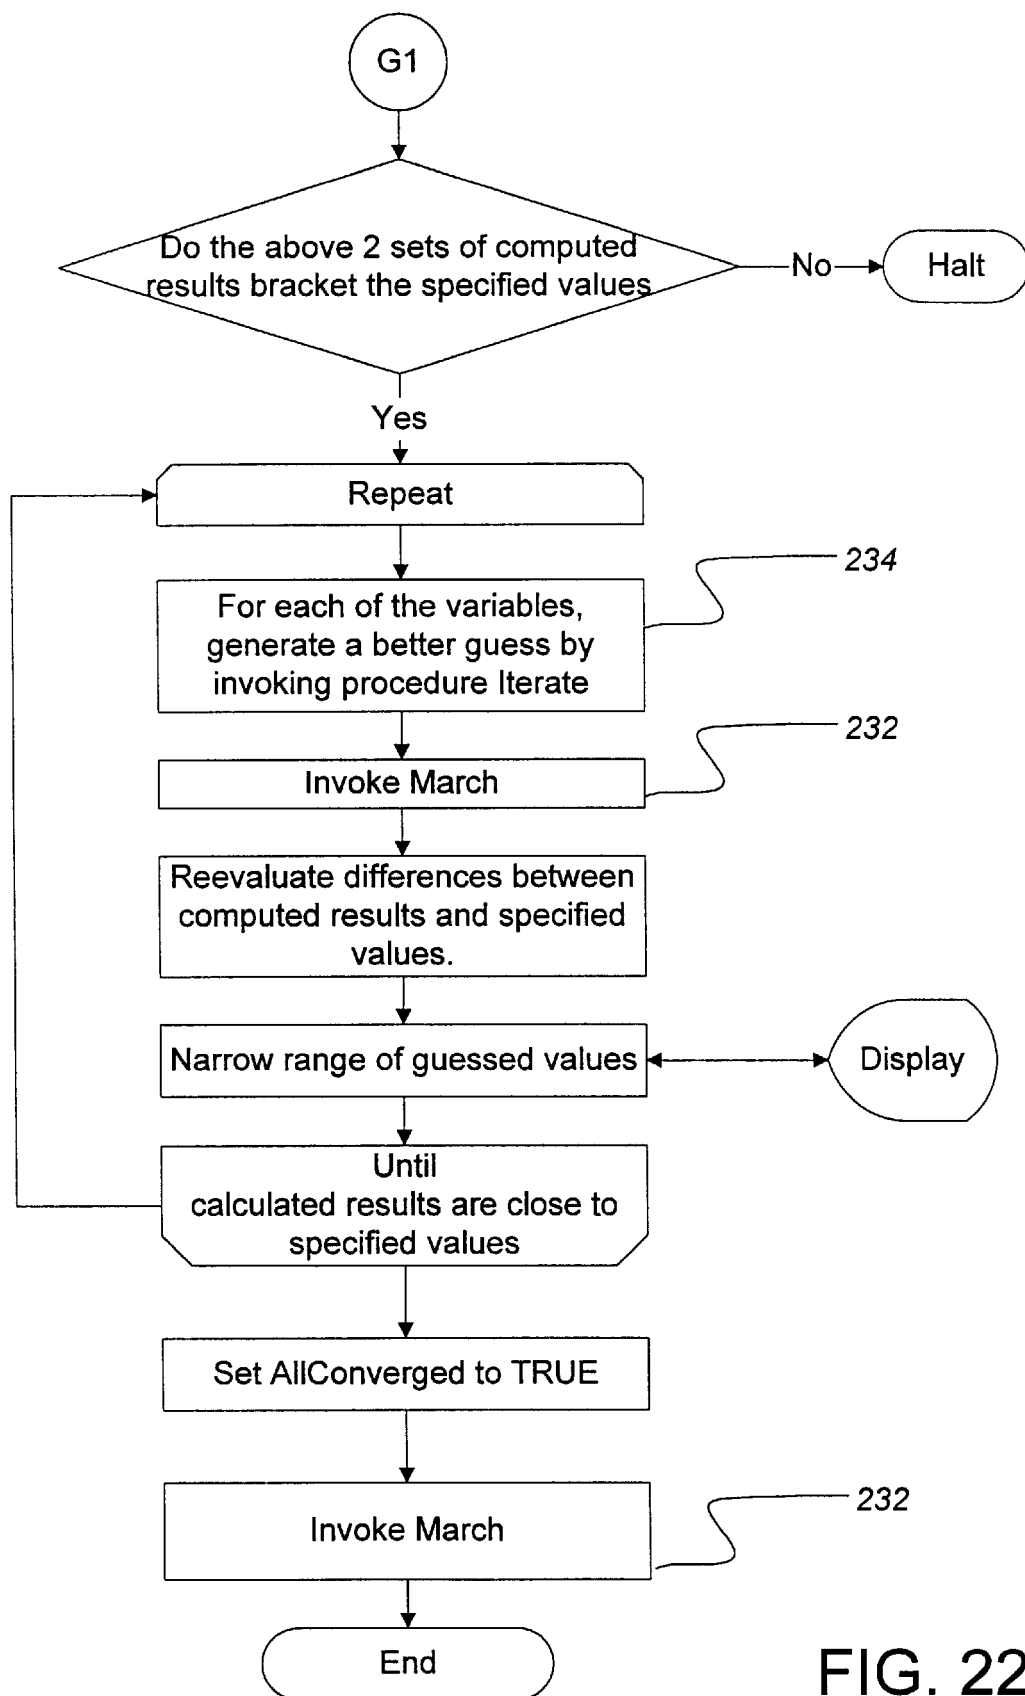 G1
Do the above 2 sets of computed
results bracket the specified values
No
Halt
Yes
Repeat
For each of the variables,
generate a better guess by
invoking procedure Iterate
234
Invoke March
232
Reevaluate differences between
computed results and specified
values.
Narrow range of guessed values
Display
Until
calculated results are close to
specified values
Set AllConverged to TRUE
Invoke March
232
End
FIG. 22